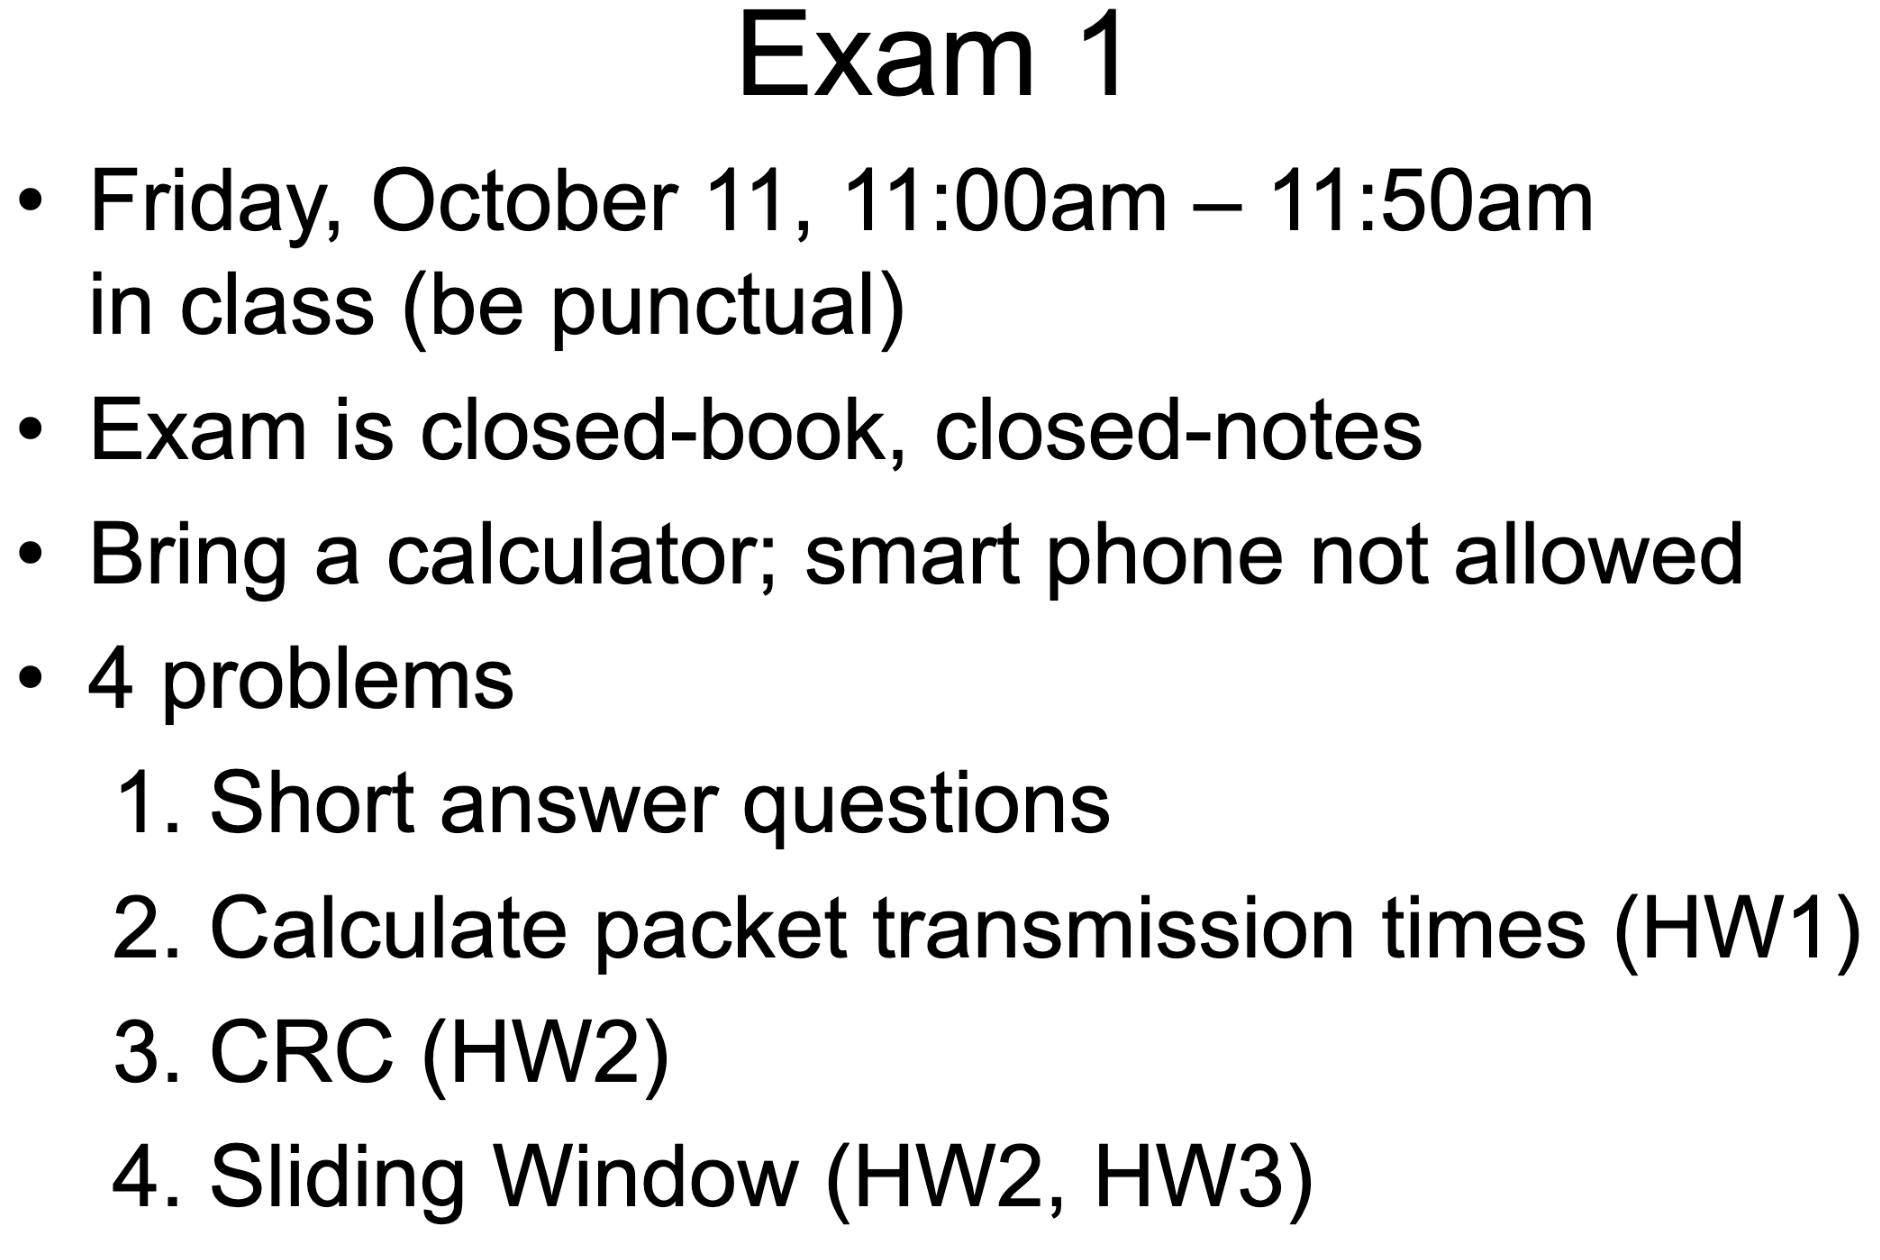 Exam 1
• Friday, October 11, 11:00am – 11:50am
in class (be punctual)
• Exam is closed-book, closed-notes
• Bring a calculator; smart phone not allowed
• 4 problems
1. Short answer questions
2. Calculate packet transmission times (HW1)
3. CRC (HW2)
4. Sliding Window (HW2, HW3)